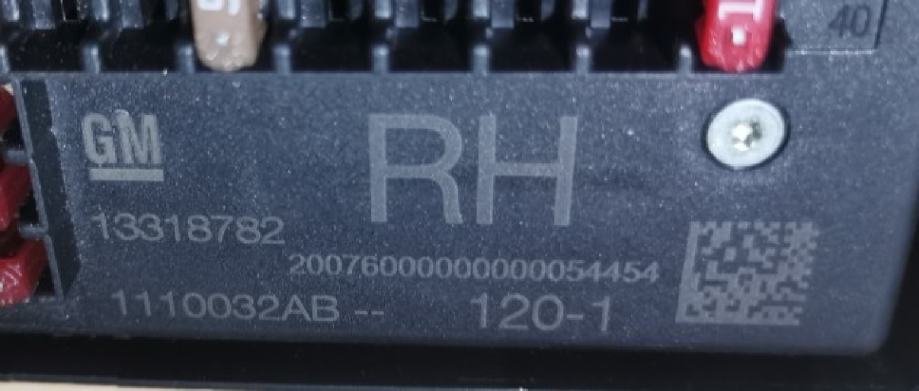 40
GM
RH
13318782
20076000000000054454
1110032AB -- 120-1